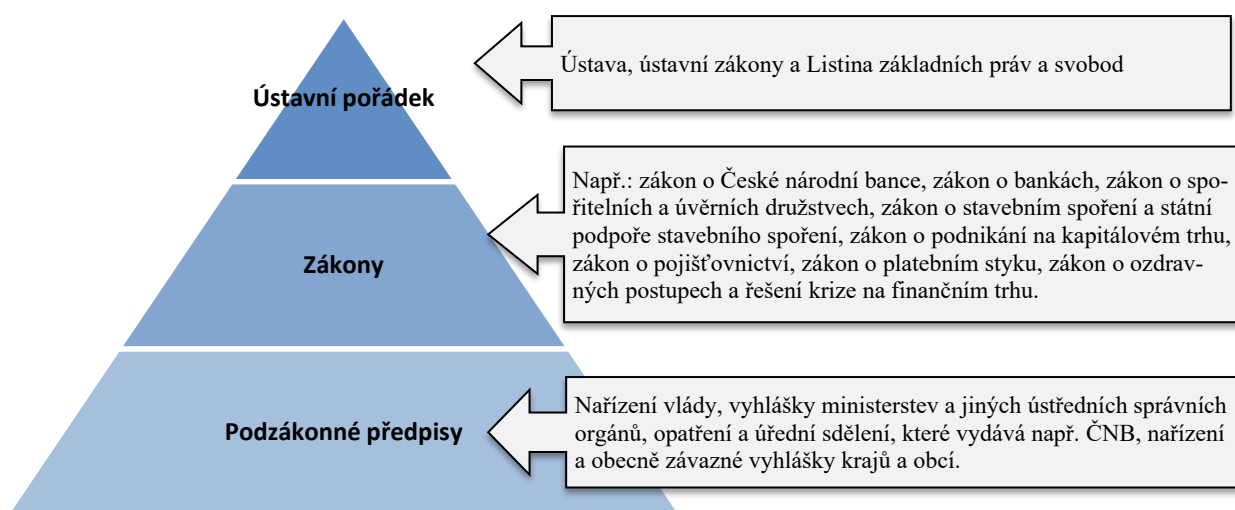 Ústavní pořádek
Ústava, ústavní zákony a Listina základních práv a svobod
Zákony
Např.: zákon o České národní bance, zákon o bankách, zákon o spo-
řitelních a úvěrních družstvech, zákon o stavebním spoření a státní
podpoře stavebního spoření, zákon o podnikání na kapitálovém trhu,
zákon o pojišťovnictví, zákon o platebním styku, zákon o ozdrav-
ných postupech a řešení krize na finančním trhu.
Podzákonné předpisy
Nařízení vlády, vyhlášky ministerstev a jiných ústředních správních
orgánů, opatření a úřední sdělení, které vydává např. ČNB, nařízení
a obecně závazné vyhlášky krajů a obcí.